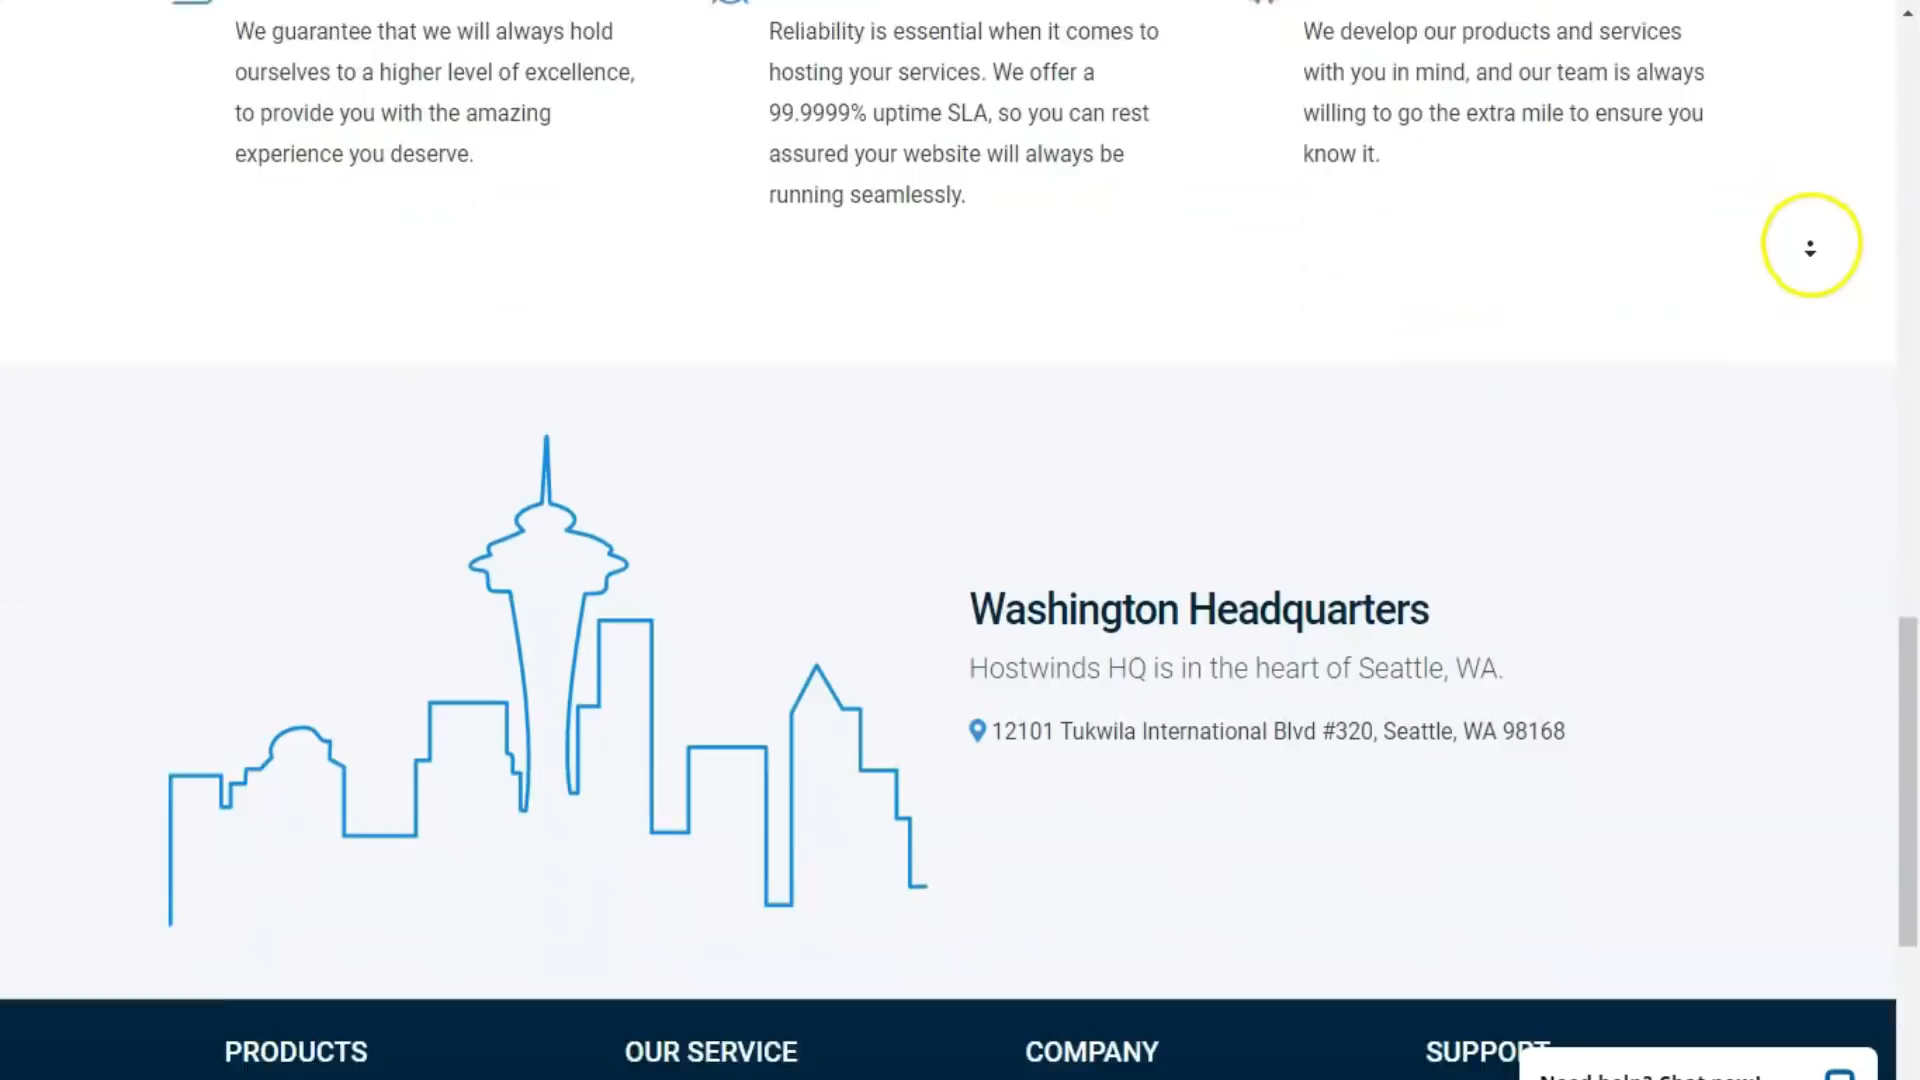 We guarantee that we will always hold
ourselves to a higher level of excellence,
to provide you with the amazing
experience you deserve.
Reliability is essential when it comes to
hosting your services. We offer a
99.9999% uptime SLA, so you can rest
assured your website will always be
running seamlessly.
We develop our products and services
with you in mind, and our team is always
willing to go the extra mile to ensure you
know it.
Washington Headquarters
Hostwinds HQ is in the heart of Seattle, WA.
12101 Tukwila International Blvd #320, Seattle, WA 98168
PRODUCTS
OUR SERVICE
COMPANY
SUPPORT
Need help? Chat now!